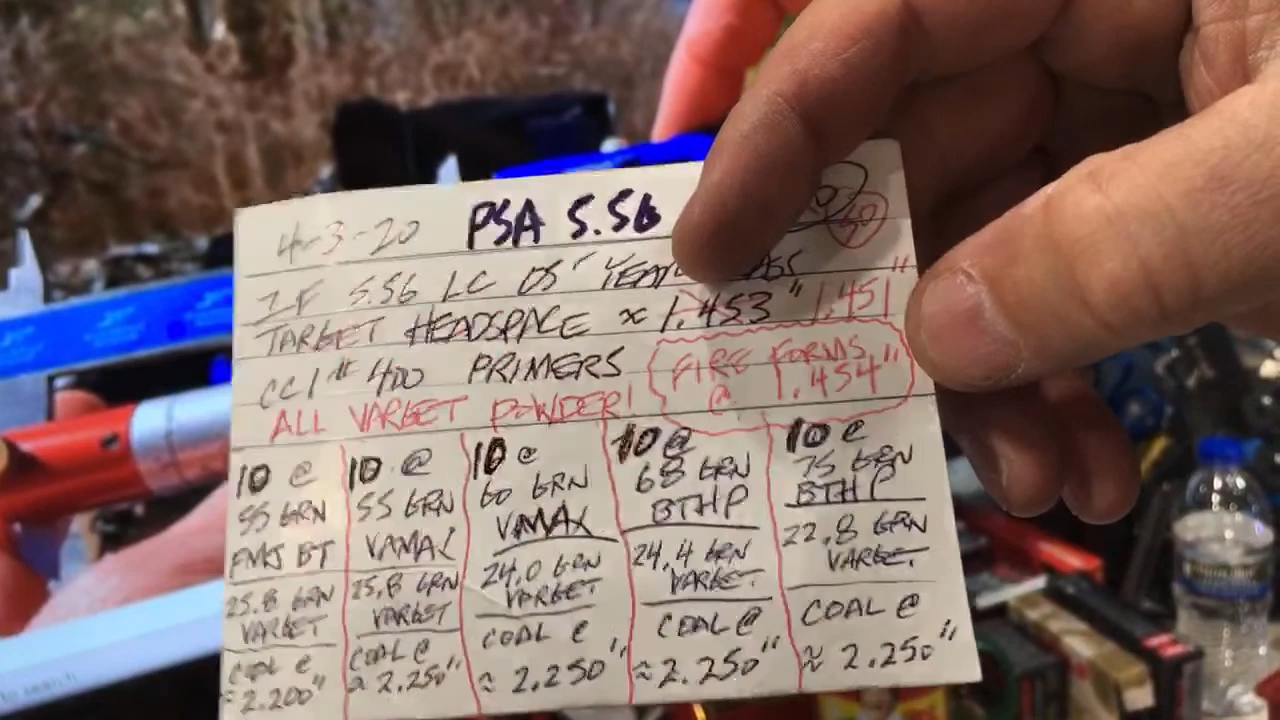 4-3-20 PSA 5.56 50
5.56 LC 05'
TARGET HEADSPACE ≈ 1.453" 1.451"
CCI # 400 PRIMERS
FIRE FORMS
@ 1.454"
ALL VARGET POWDER!
10 @
55 GRN
FMJ BT
25.8 GRN
VARGET
COAL @
≈ 2.200"
10 @
55 GRN
VMAX
25.8 GRN
VARGET
COAL @
≈ 2.250"
10 @
60 GRN
VMAX
24.0 GRN
VARGET
COAL @
≈ 2.250"
10 @
68 GRN
BTHP
24.4 GRN
VARGET
COAL @
≈ 2.250"
10 @
75 GRN
BTHP
22.8 GRN
VARGET
COAL @
≈ 2.250"
to search